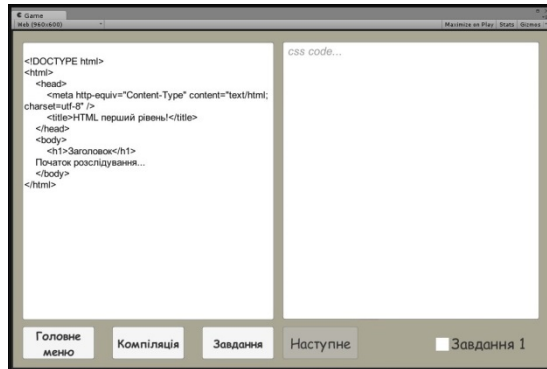 Game
Web (960x600)
Maximize on Play Stats Gizmos
<!DOCTYPE html>
<html>
<head>
<meta http-equiv="Content-Type" content="text/html;
charset=utf-8" />
<title>HTML перший рівень!</title>
</head>
<body>
<h1>Заголовок</h1>
Початок розслідування...
</body>
</html>
css code...
Головне
меню
Компіляція
Завдання
Наступне
Завдання 1